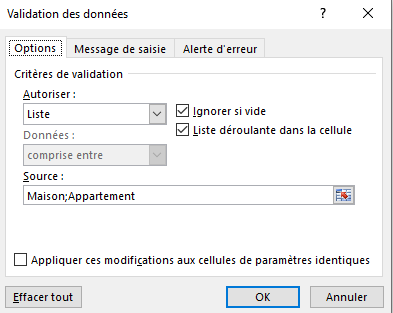 Validation des données
?
Options
Message de saisie
Alerte d'erreur
Critères de validation
Autoriser :
Liste
Ignorer si vide
Liste déroulante dans la cellule
Données :
comprise entre
Source :
Maison;Appartement
Appliquer ces modifications aux cellules de paramètres identiques
Effacer tout
OK
Annuler